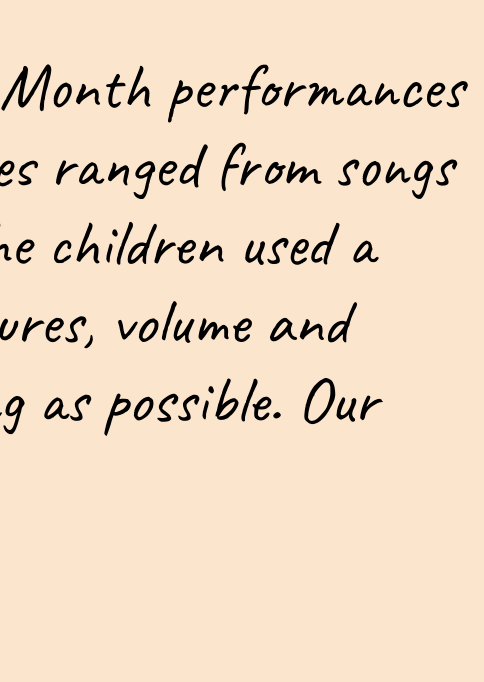 Month performances
es ranged from songs
he children used a
ures, volume and
g as possible. Our